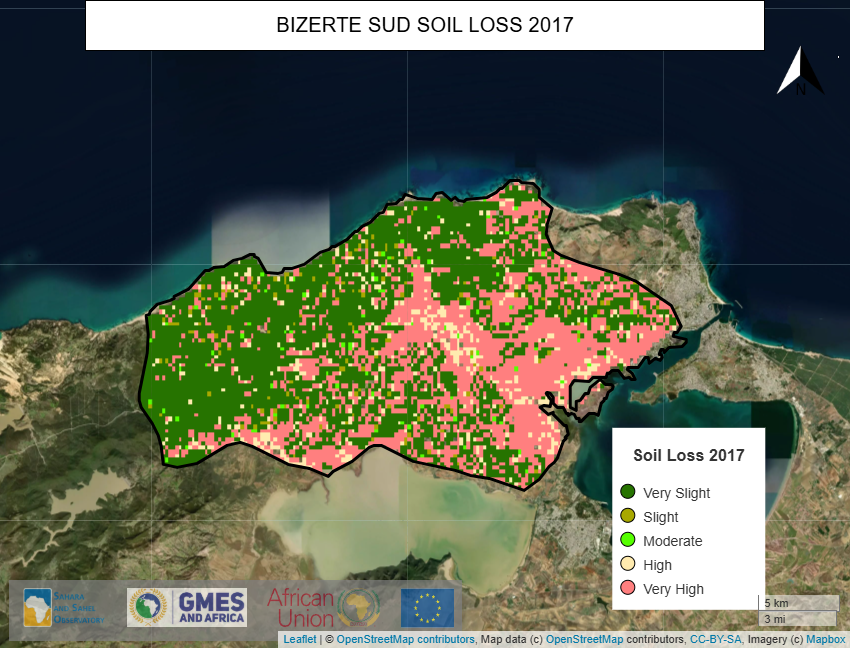 BIZERTE SUD SOIL LOSS 2017
N
Soil Loss 2017
Very Slight
Slight
Moderate
High
Very High
5 km
3 mi
SAHARA
AND SAHEL
OBSERVATORY
GMES
AND AFRICA
African
Union
Leaflet | © OpenStreetMap contributors, Map data (c) OpenStreetMap contributors, CC-BY-SA, Imagery (c) Mapbox